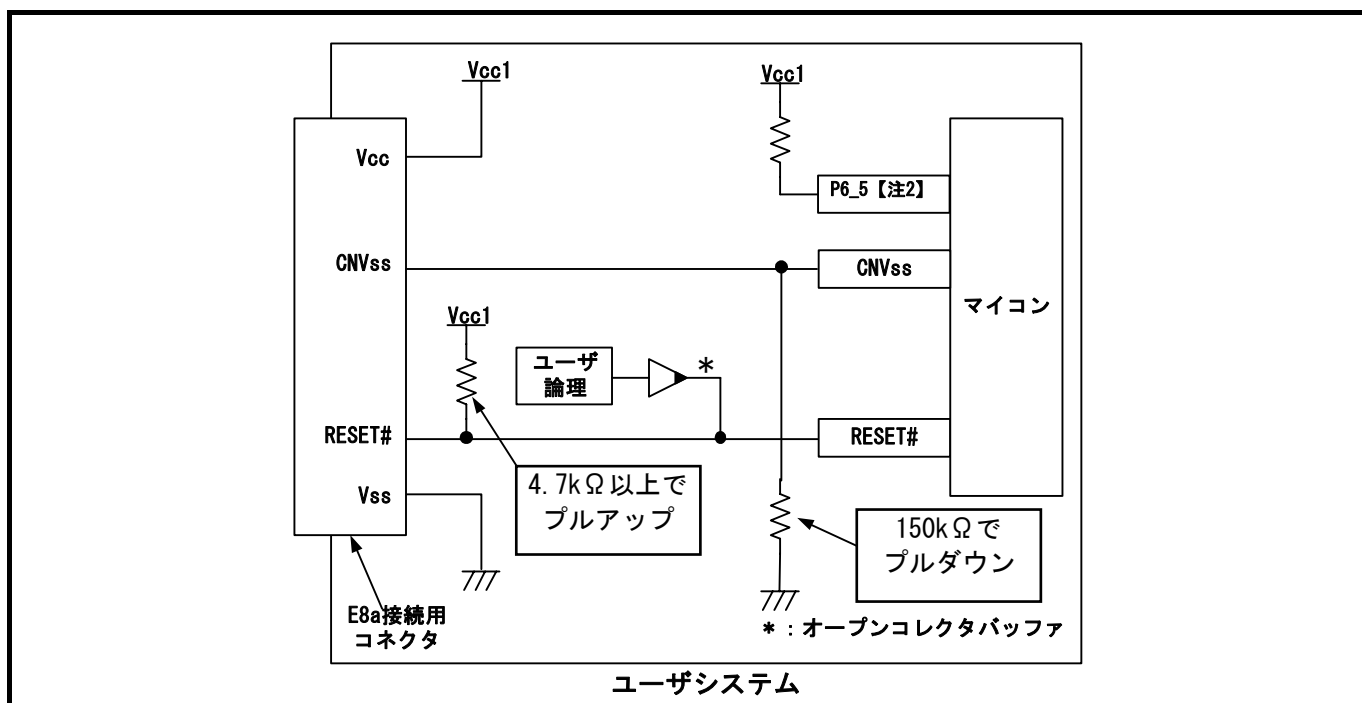 Vcc1
Vcc1
Vcc
P6_5【注2】
CNVss
CNVss
マイコン
Vcc1
ユーザ
論理
*
RESET#
RESET#
4.7kΩ以上で
プルアップ
Vss
150kΩで
プルダウン
E8a接続用
コネクタ
*：オープンコレクタバッファ
ユーザシステム